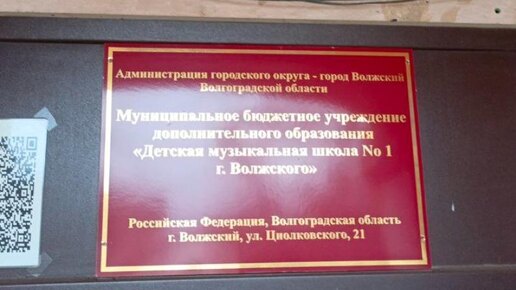 Администрация городского округа - город Волжский
Волгоградской области
Муниципальное бюджетное учреждение
дополнительного образования
«Детская музыкальная школа No 1
г. Волжского»
Российская Федерация, Волгоградская область
г. Волжский, ул. Циолковского, 21